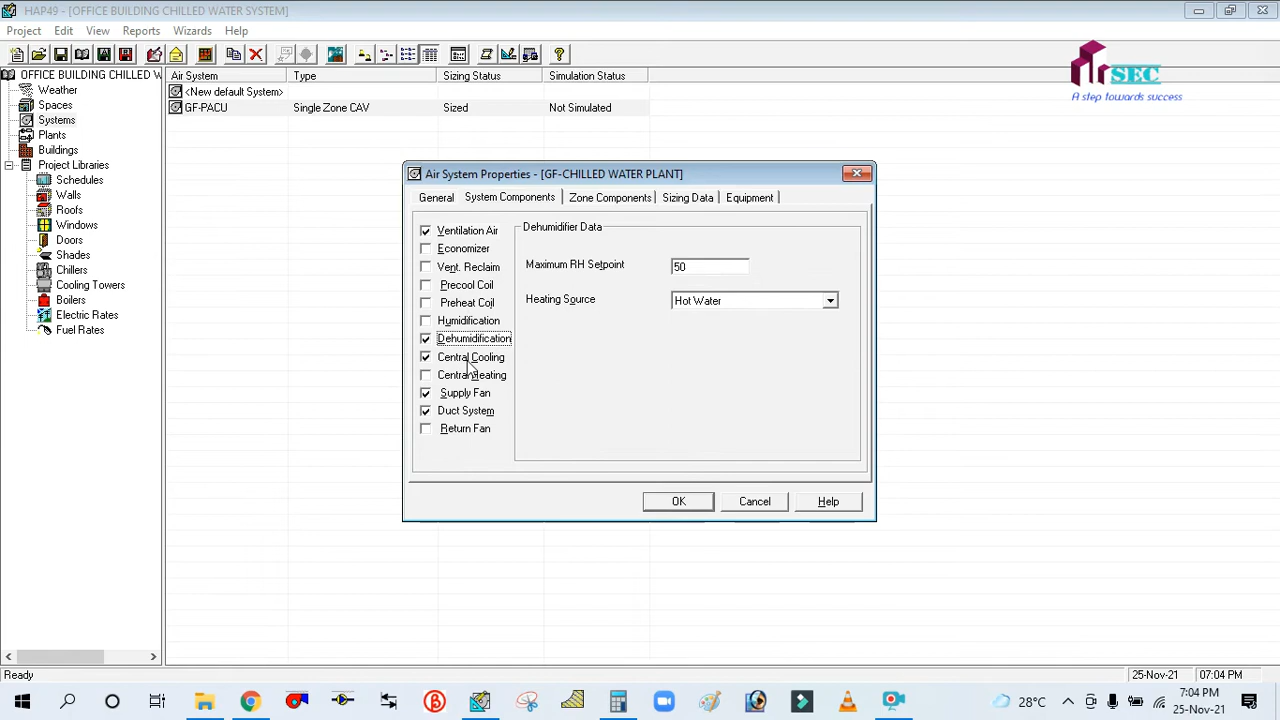 HAP49 - [OFFICE BUILDING CHILLED WATER SYSTEM]
Project Edit View Reports Wizards Help
OFFICE BUILDING CHILLED W
Weather
Spaces
Systems
Plants
Buildings
Project Libraries
Schedules
Walls
Roofs
Windows
Doors
Shades
Chillers
Cooling Towers
Boilers
Electric Rates
Fuel Rates
Air System Type Sizing Status Simulation Status
<New default System>
GF-PACU Single Zone CAV Sized Not Simulated
SEC
A step towards success
Air System Properties - [GF-CHILLED WATER PLANT]
General System Components Zone Components Sizing Data Equipment
Ventilation Air
Economizer
Vent. Reclaim
Precool Coil
Preheat Coil
Humidification
Dehumidification
Central Cooling
Central Heating
Supply Fan
Duct System
Return Fan
Dehumidifier Data
Maximum RH Setpoint 50
Heating Source Hot Water
OK Cancel Help
Ready 25-Nov-21 07:04 PM
28°C 7:04 PM
25-Nov-21